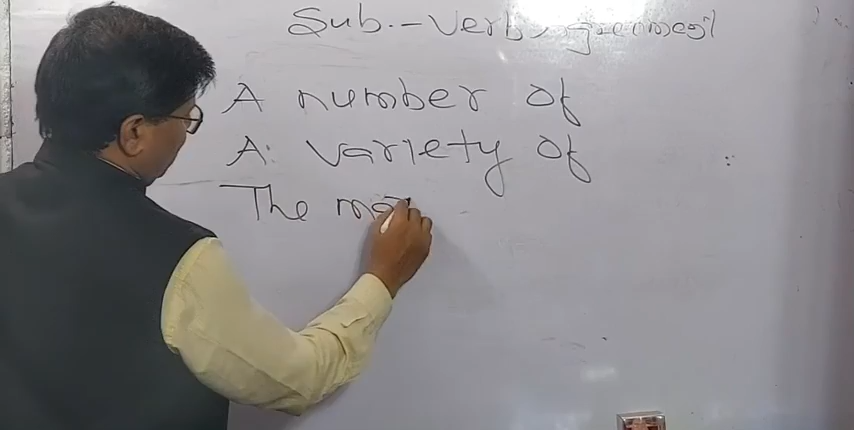 Sub.-Verb
A number of
A variety of
The